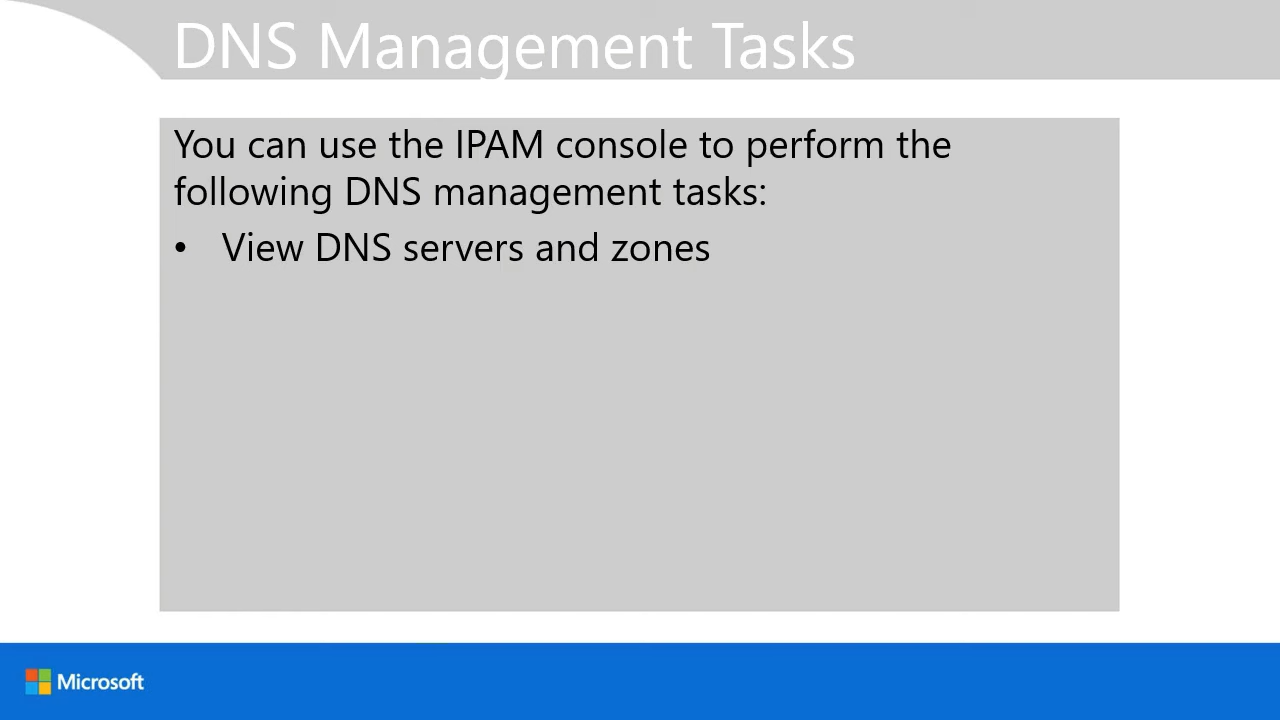 DNS Management Tasks
You can use the IPAM console to perform the
following DNS management tasks:
• View DNS servers and zones
Microsoft